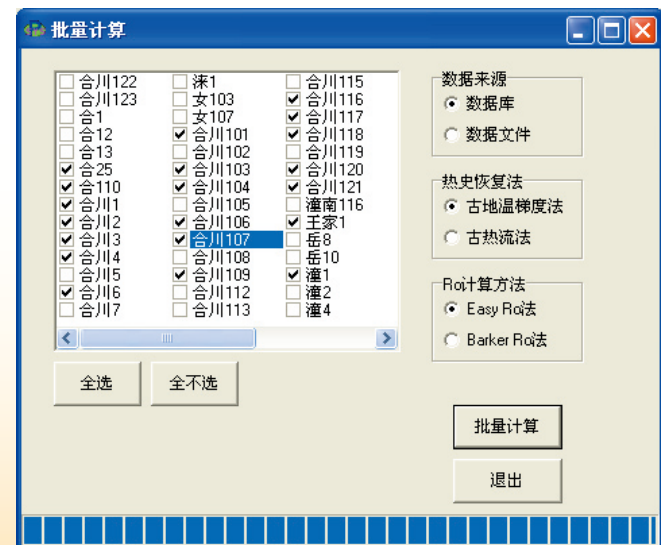 批量计算
合川122 涞1 合川115
合川123 女103 合川116
合1 女107 合川117
合12 合川101 合川118
合13 合川102 合川119
合25 合川103 合川120
合110 合川104 合川121
合川1 合川105 潼南116
合川2 合川106 王家1
合川3 合川107 岳8
合川4 合川108 岳10
合川5 合川109 潼1
合川6 合川112 潼2
合川7 合川113 潼4
全选 全不选
数据来源
数据库
数据文件
热史恢复法
古地温梯度法
古热流法
Ro计算方法
Easy Ro法
Barker Ro法
批量计算
退出